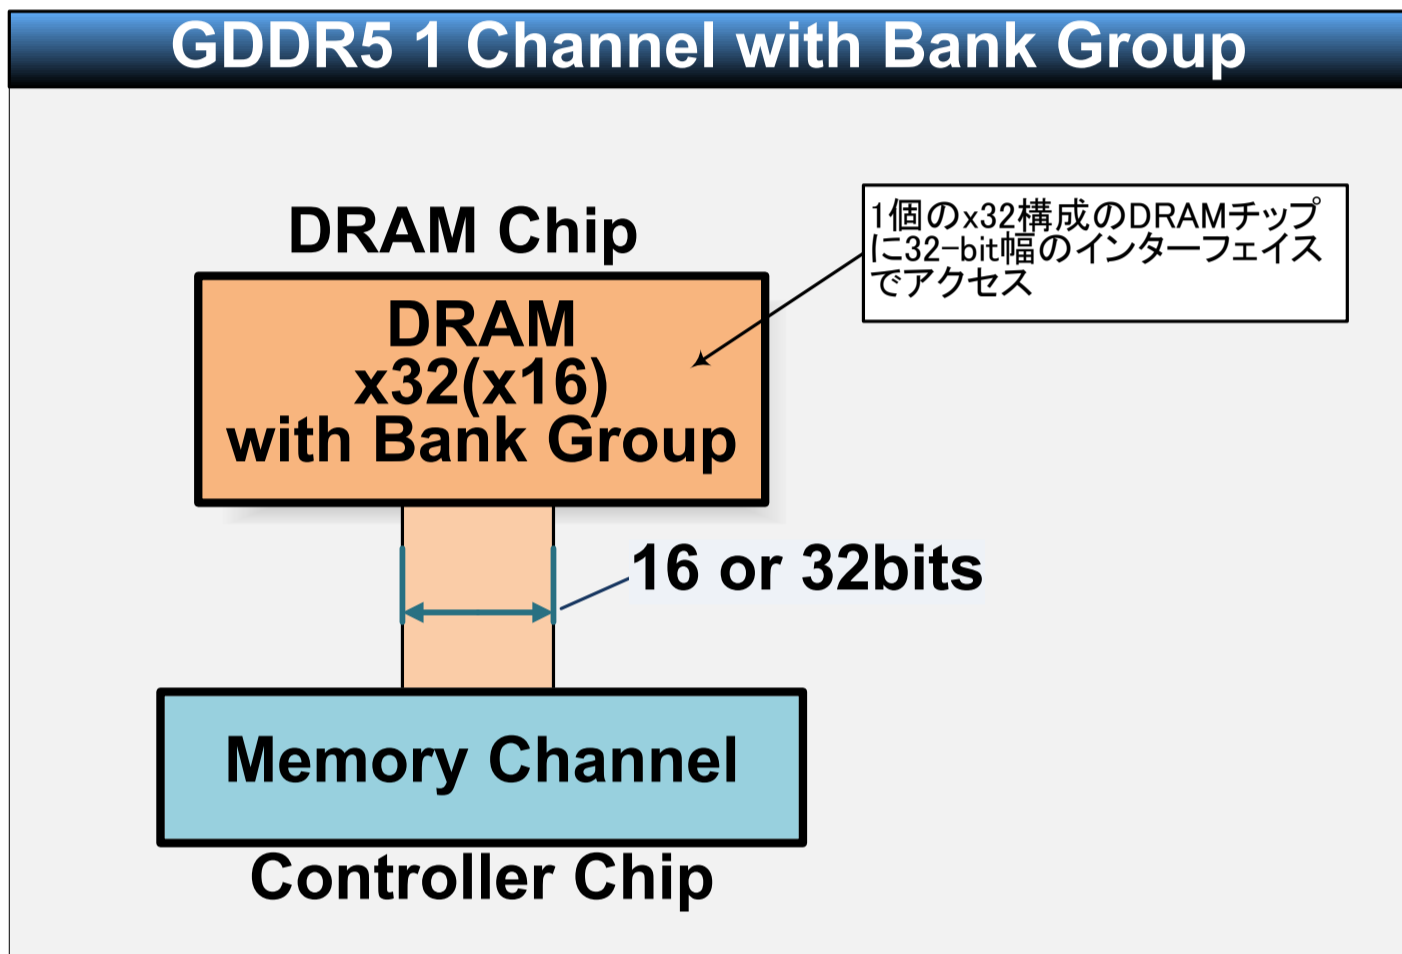 GDDR5 1 Channel with Bank Group
DRAM Chip
1個のx32構成のDRAMチップ
に32-bit幅のインターフェイス
でアクセス
DRAM
x32(x16)
with Bank Group
16 or 32bits
Memory Channel
Controller Chip